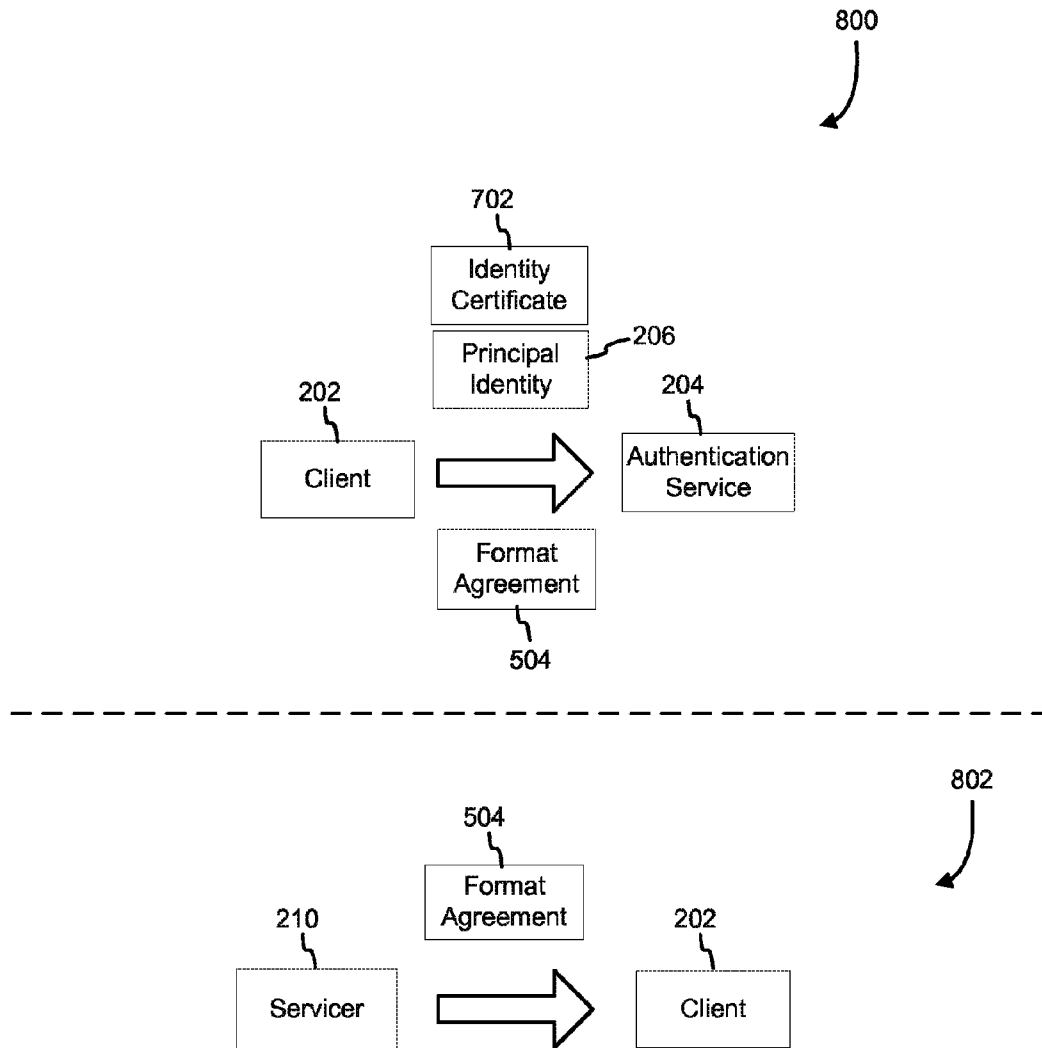 800
702
Identity
Certificate
206
Principal
Identity
202
Client
204
Authentication
Service
Format
Agreement
504
802
504
Format
Agreement
210
Servicer
202
Client